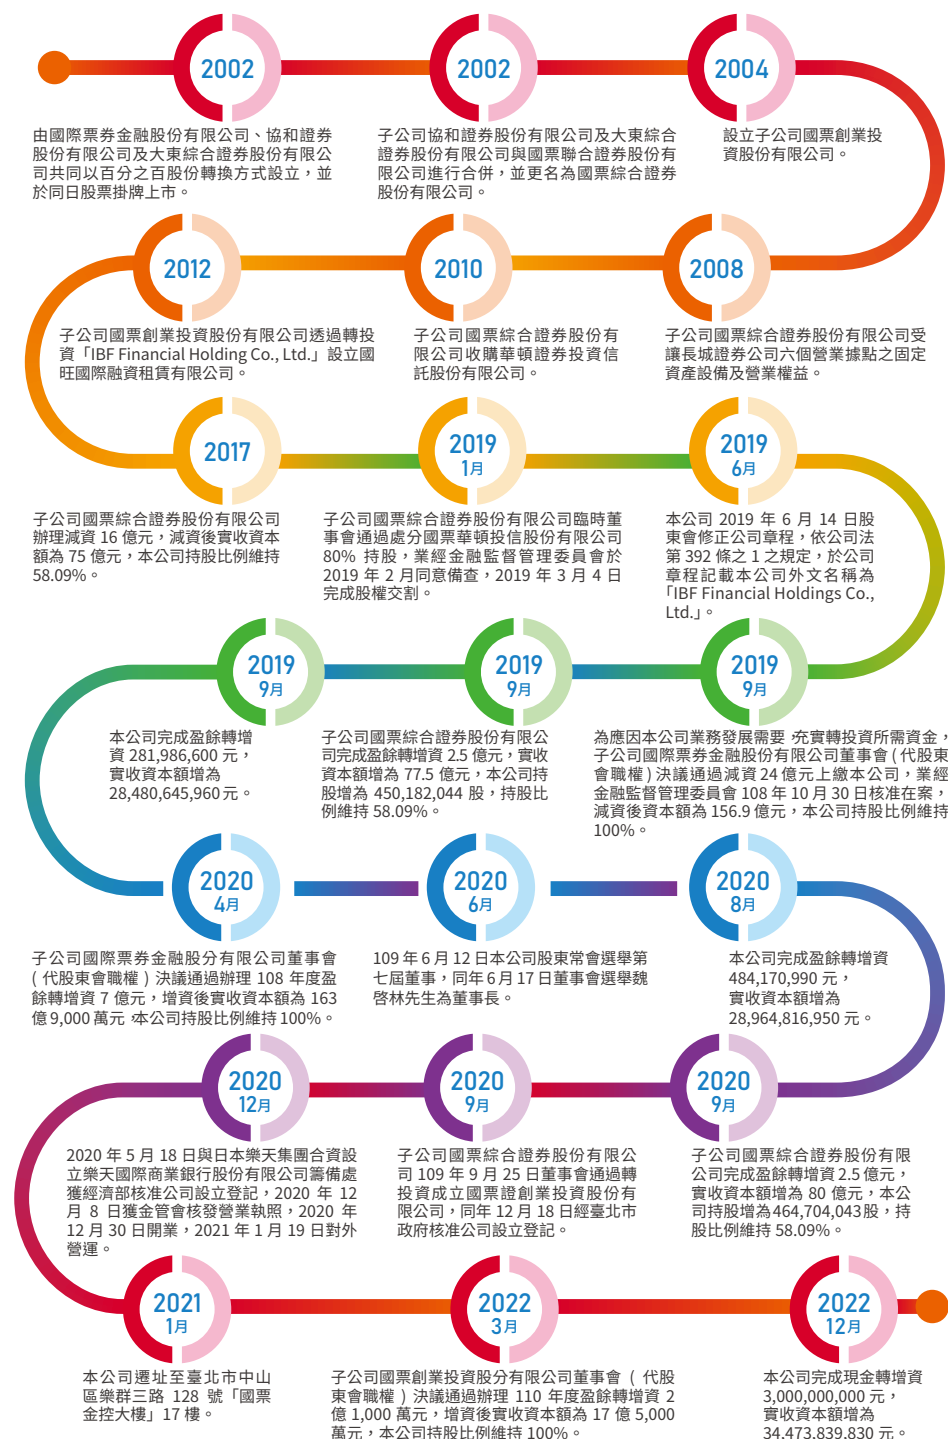 2002
由國際票券金融股份有限公司、協和證券
股份有限公司及大東綜合證券股份有限公
司共同以百分之百股份轉換方式設立，並
於同日股票掛牌上市。
2002
子公司協和證券股份有限公司及大東綜合
證券股份有限公司與國票聯合證券股份有
限公司進行合併，並更名為國票綜合證券
股份有限公司。
2004
設立子公司國票創業投
資股份有限公司。
2008
子公司國票綜合證券股份有限公司受
讓長城證券公司六個營業據點之固定
資產設備及營業權益。
2010
子公司國票綜合證券股份有
限公司收購華頓證券投資信
託股份有限公司。
2012
子公司國票創業投資股份有限公司透過轉投
資「IBF Financial Holding Co., Ltd.」設立國
旺國際融資租賃有限公司。
2017
子公司國票綜合證券股份有限公司
辦理減資 16 億元，減資後實收資本
額為 75 億元，本公司持股比例維持
58.09%。
2019
1月
子公司國票綜合證券股份有限公司臨時董
事會通過處分國票華頓投信股份有限公司
80% 持股，業經金融監督管理委員會於
2019 年 2 月同意備查，2019 年 3 月 4 日
完成股權交割。
2019
6月
本公司 2019 年 6 月 14 日股
東會修正公司章程，依公司法
第 392 條之 1 之規定，於公司
章程記載本公司外文名稱為
「IBF Financial Holdings Co.,
Ltd.」。
2019
9月
為應因本公司業務發展需要，充實轉投資所需資金，
子公司國際票券金融股份有限公司董事會 ( 代股東
會職權 ) 決議通過減資 24 億元上繳本公司，業經
金融監督管理委員會 108 年 10 月 30 日核准在案，
減資後資本額為 156.9 億元，本公司持股比例維持
100%。
2019
9月
子公司國票綜合證券股份有限公
司完成盈餘轉增資 2.5 億元，實收
資本額增為 77.5 億元，本公司持
股增為 450,182,044 股，持股比
例維持 58.09%。
2019
9月
本公司完成盈餘轉增
資 281,986,600 元，
實收資本額增為
28,480,645,960 元。
2020
4月
子公司國際票券金融股分有限公司董事會
( 代股東會職權 ) 決議通過辦理 108 年度盈
餘轉增資 7 億元，增資後實收資本額為 163
億 9,000 萬元，本公司持股比例維持 100%。
2020
6月
109 年 6 月 12 日本公司股東常會選舉第
七屆董事，同年 6 月 17 日董事會選舉魏
啓林先生為董事長。
2020
8月
本公司完成盈餘轉增資
484,170,990 元，
實收資本額增為
28,964,816,950 元。
2020
9月
子公司國票綜合證券股份有限
公司完成盈餘轉增資 2.5 億元，
實收資本額增為 80 億元，本公
司持股增為 464,704,043 股，持
股比例維持 58.09%。
2020
9月
子公司國票綜合證券股份有限公
司 109 年 9 月 25 日董事會通過轉
投資成立國票證創業投資股份有
限公司，同年 12 月 18 日經臺北市
政府核准公司設立登記。
2020
12月
2020 年 5 月 18 日與日本樂天集團合資設
立樂天國際商業銀行股份有限公司籌備處
獲經濟部核准公司設立登記，2020 年 12
月 8 日獲金管會核發營業執照，2020 年
12 月 30 日開業，2021 年 1 月 19 日對外
營運。
2021
1月
本公司遷址至臺北市中山
區樂群三路 128 號「國票
金控大樓」17 樓。
2022
3月
子公司國票創業投資股分有限公司董事會 ( 代股
東會職權 ) 決議通過辦理 110 年度盈餘轉增資 2
億 1,000 萬元，增資後實收資本額為 17 億 5,000
萬元，本公司持股比例維持 100%。
2022
12月
本公司完成現金轉增資
3,000,000,000 元，
實收資本額增為
34,473,839,830 元。